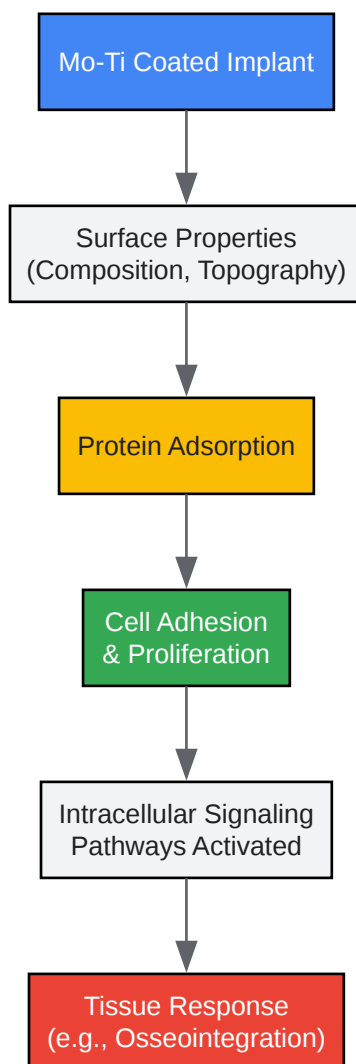 Mo-Ti Coated Implant
Surface Properties
(Composition, Topography)
Protein Adsorption
Cell Adhesion
& Proliferation
Intracellular Signaling
Pathways Activated
Tissue Response
(e.g., Osseointegration)